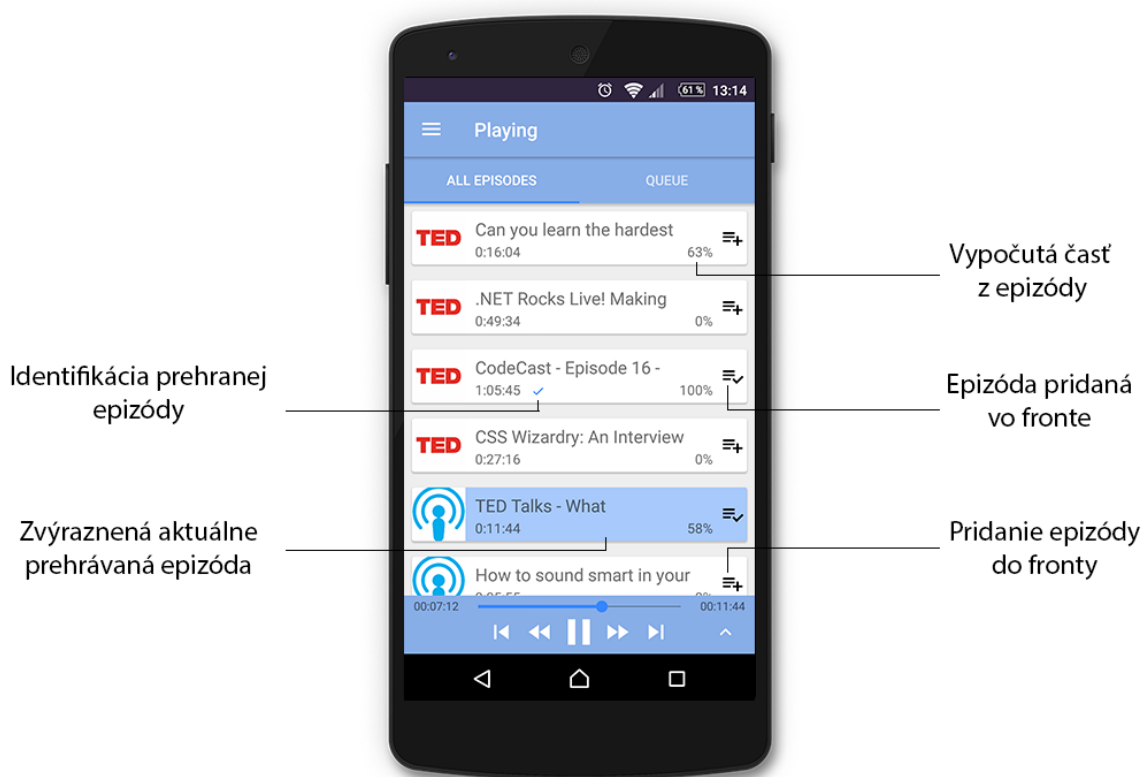 61 % 13:14
Playing
ALL EPISODES QUEUE
TED Can you learn the hardest
0:16:04 63%
Vypočutá časť
z epizódy
TED .NET Rocks Live! Making
0:49:34 0%
Identifikácia prehranej
epizódy
TED CodeCast - Episode 16 -
1:05:45 100%
Epizóda pridaná
vo fronte
TED CSS Wizardry: An Interview
0:27:16 0%
Zvýraznená aktuálne
prehrávaná epizóda
TED Talks - What
0:11:44 58%
Pridanie epizódy
do fronty
How to sound smart in your
00:07:12 00:11:44